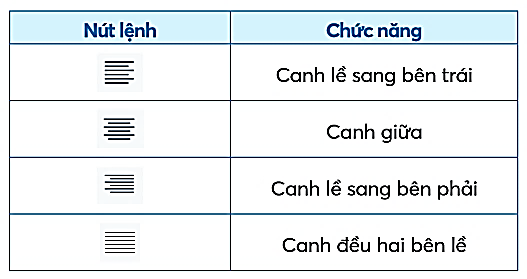 Nút lệnh Chức năng
Canh lề sang bên trái
Canh giữa
Canh lề sang bên phải
Canh đều hai bên lề